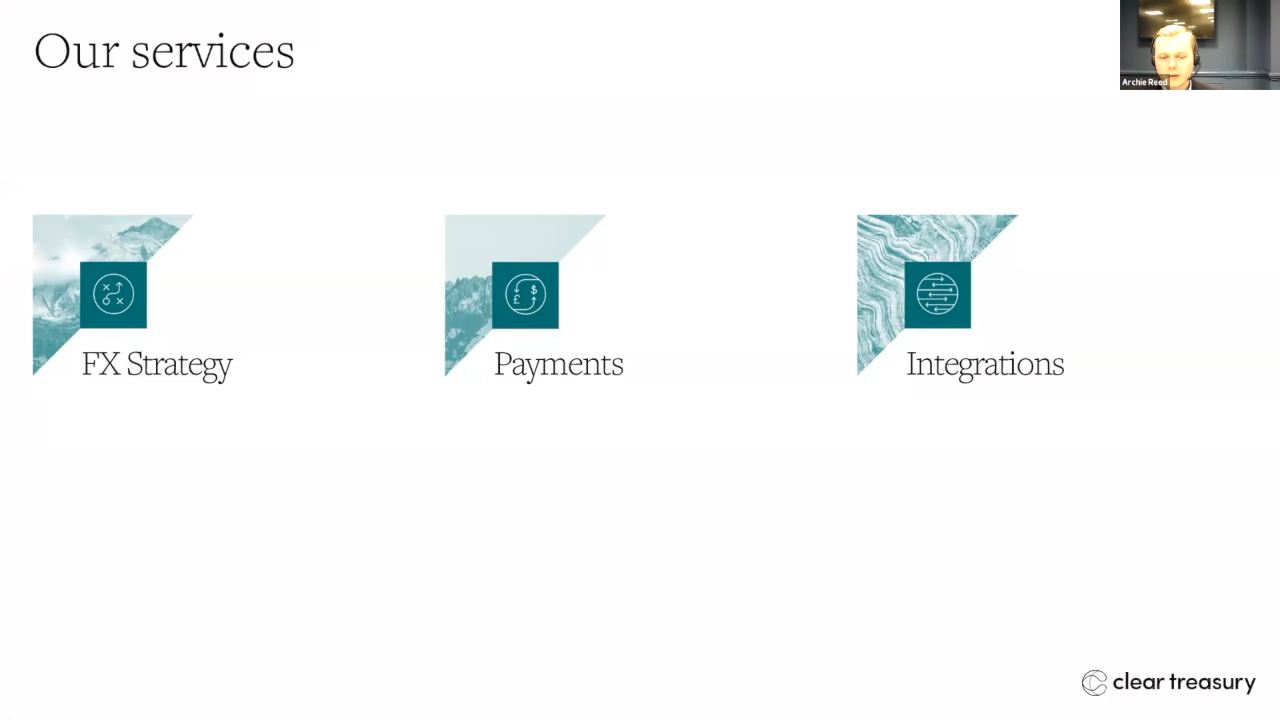 Our services
Archie Reed
£ $
FX Strategy
Payments
Integrations
clear treasury